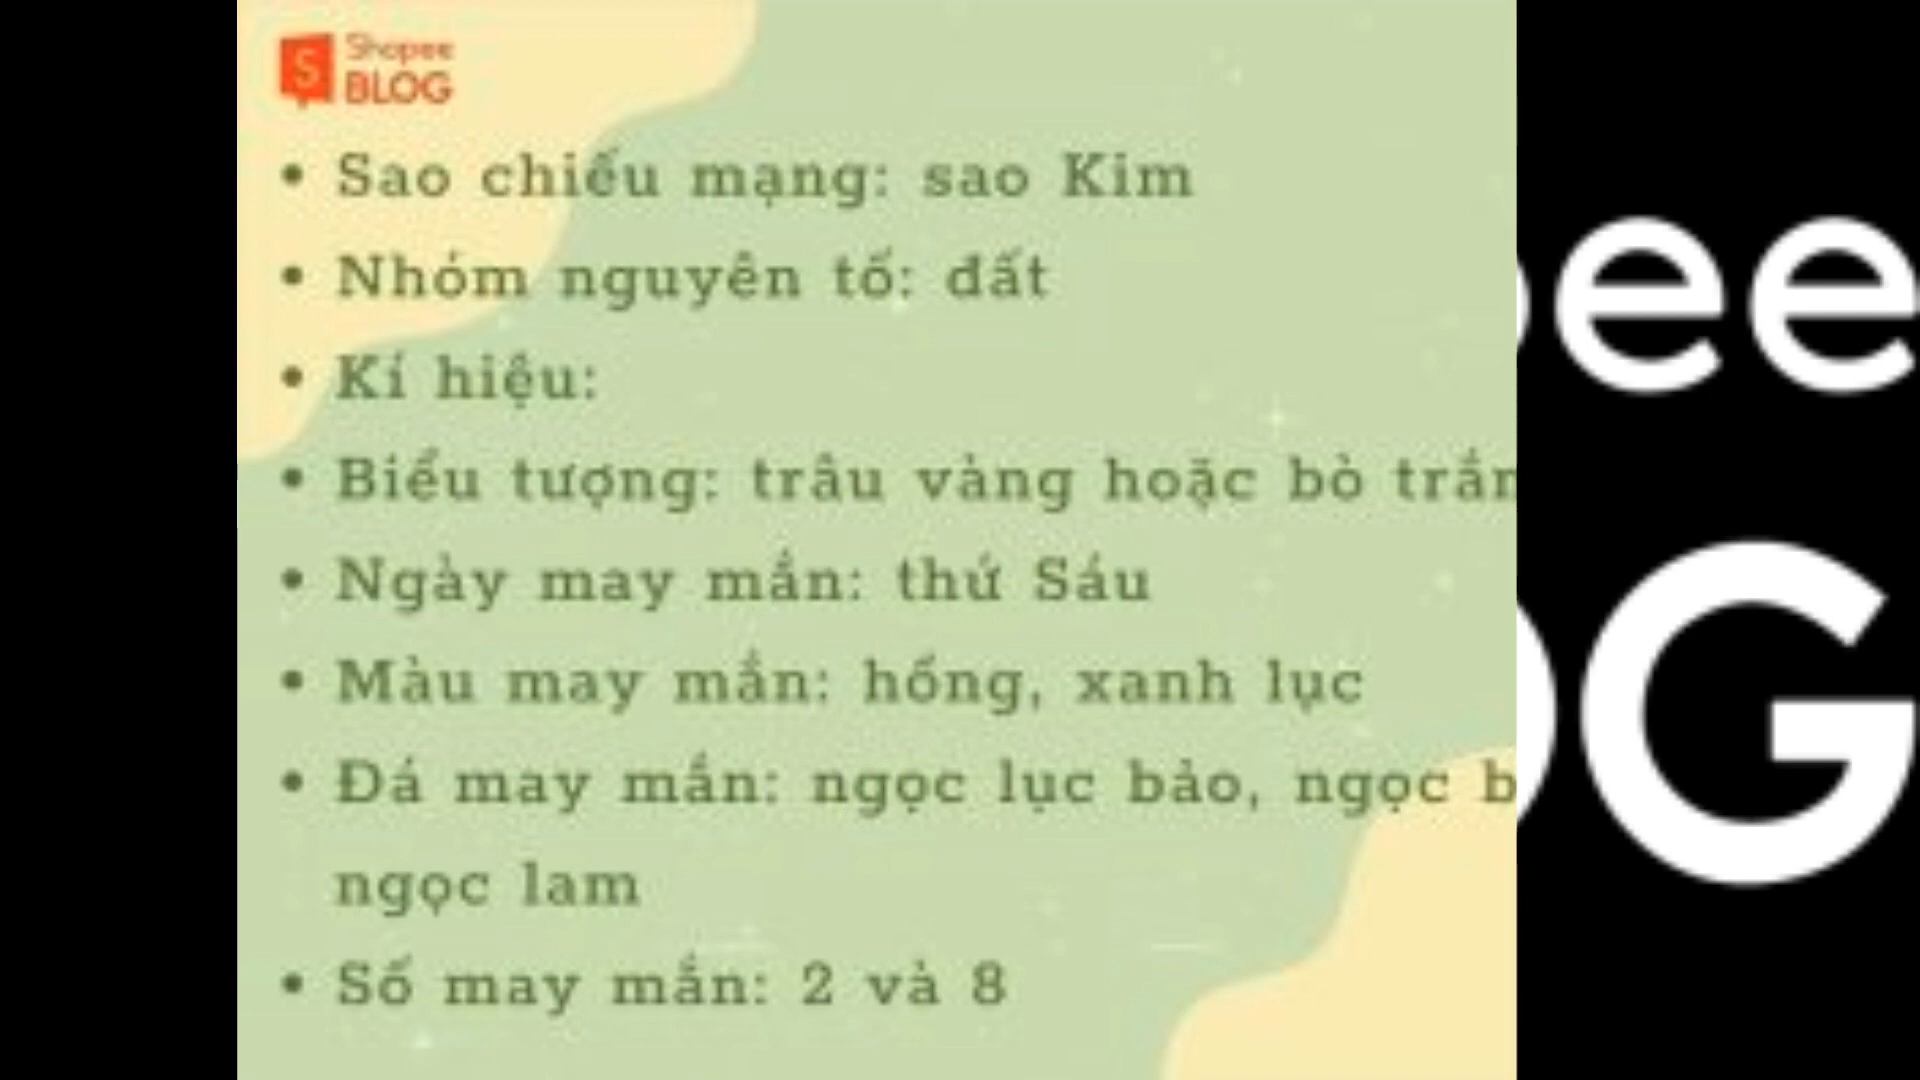 Shopee
BLOG
• Sao chiếu mạng: sao Kim
• Nhóm nguyên tố: đất
• Kí hiệu:
• Biểu tượng: trâu vàng hoặc bò
• Ngày may mắn: thứ Sáu
• Màu may mắn: hồng, xanh lục
• Đá may mắn: ngọc lục bảo, ngọc
ngọc lam
• Số may mắn: 2 và 8